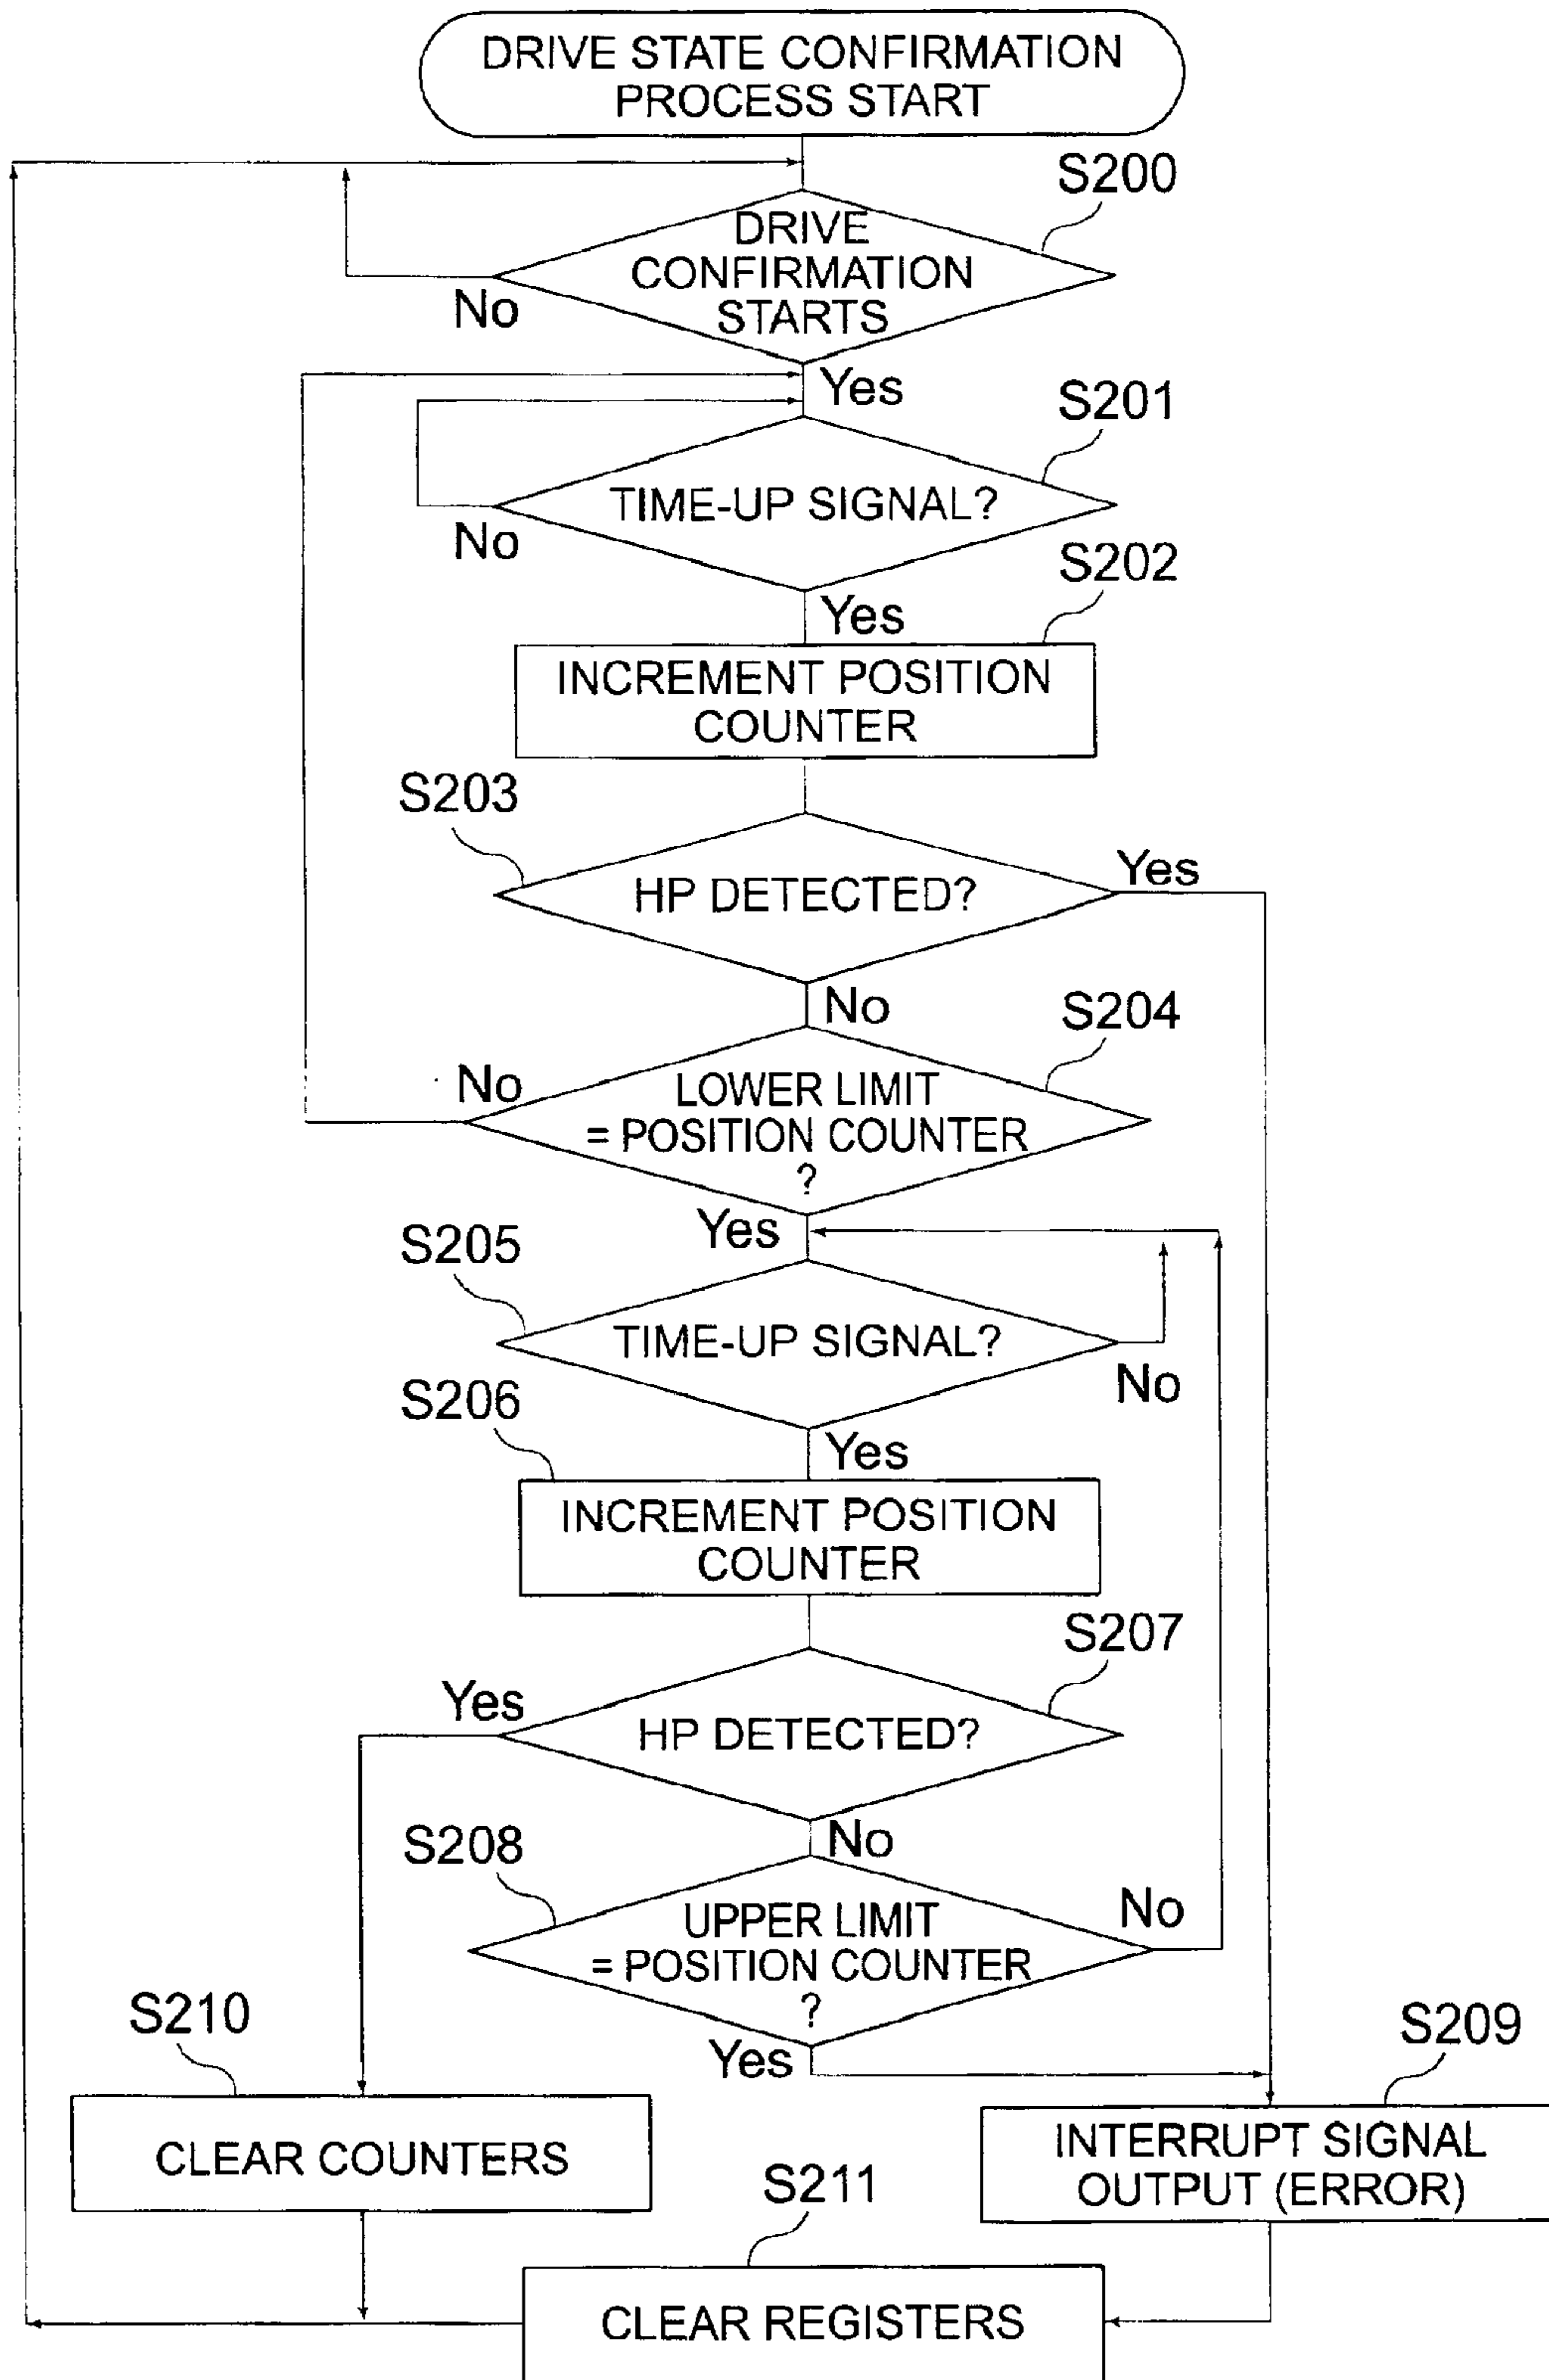 DRIVE STATE CONFIRMATION
PROCESS START
S200
DRIVE
CONFIRMATION
STARTS
No
Yes
S201
TIME-UP SIGNAL?
No
S202
Yes
INCREMENT POSITION
COUNTER
S203
Yes
HP DETECTED?
No
S204
No
LOWER LIMIT
= POSITION COUNTER
?
Yes
S205
TIME-UP SIGNAL?
No
S206
Yes
INCREMENT POSITION
COUNTER
S207
Yes
HP DETECTED?
No
S208
No
UPPER LIMIT
= POSITION COUNTER
?
Yes
S210
S209
CLEAR COUNTERS
INTERRUPT SIGNAL
OUTPUT (ERROR)
S211
CLEAR REGISTERS